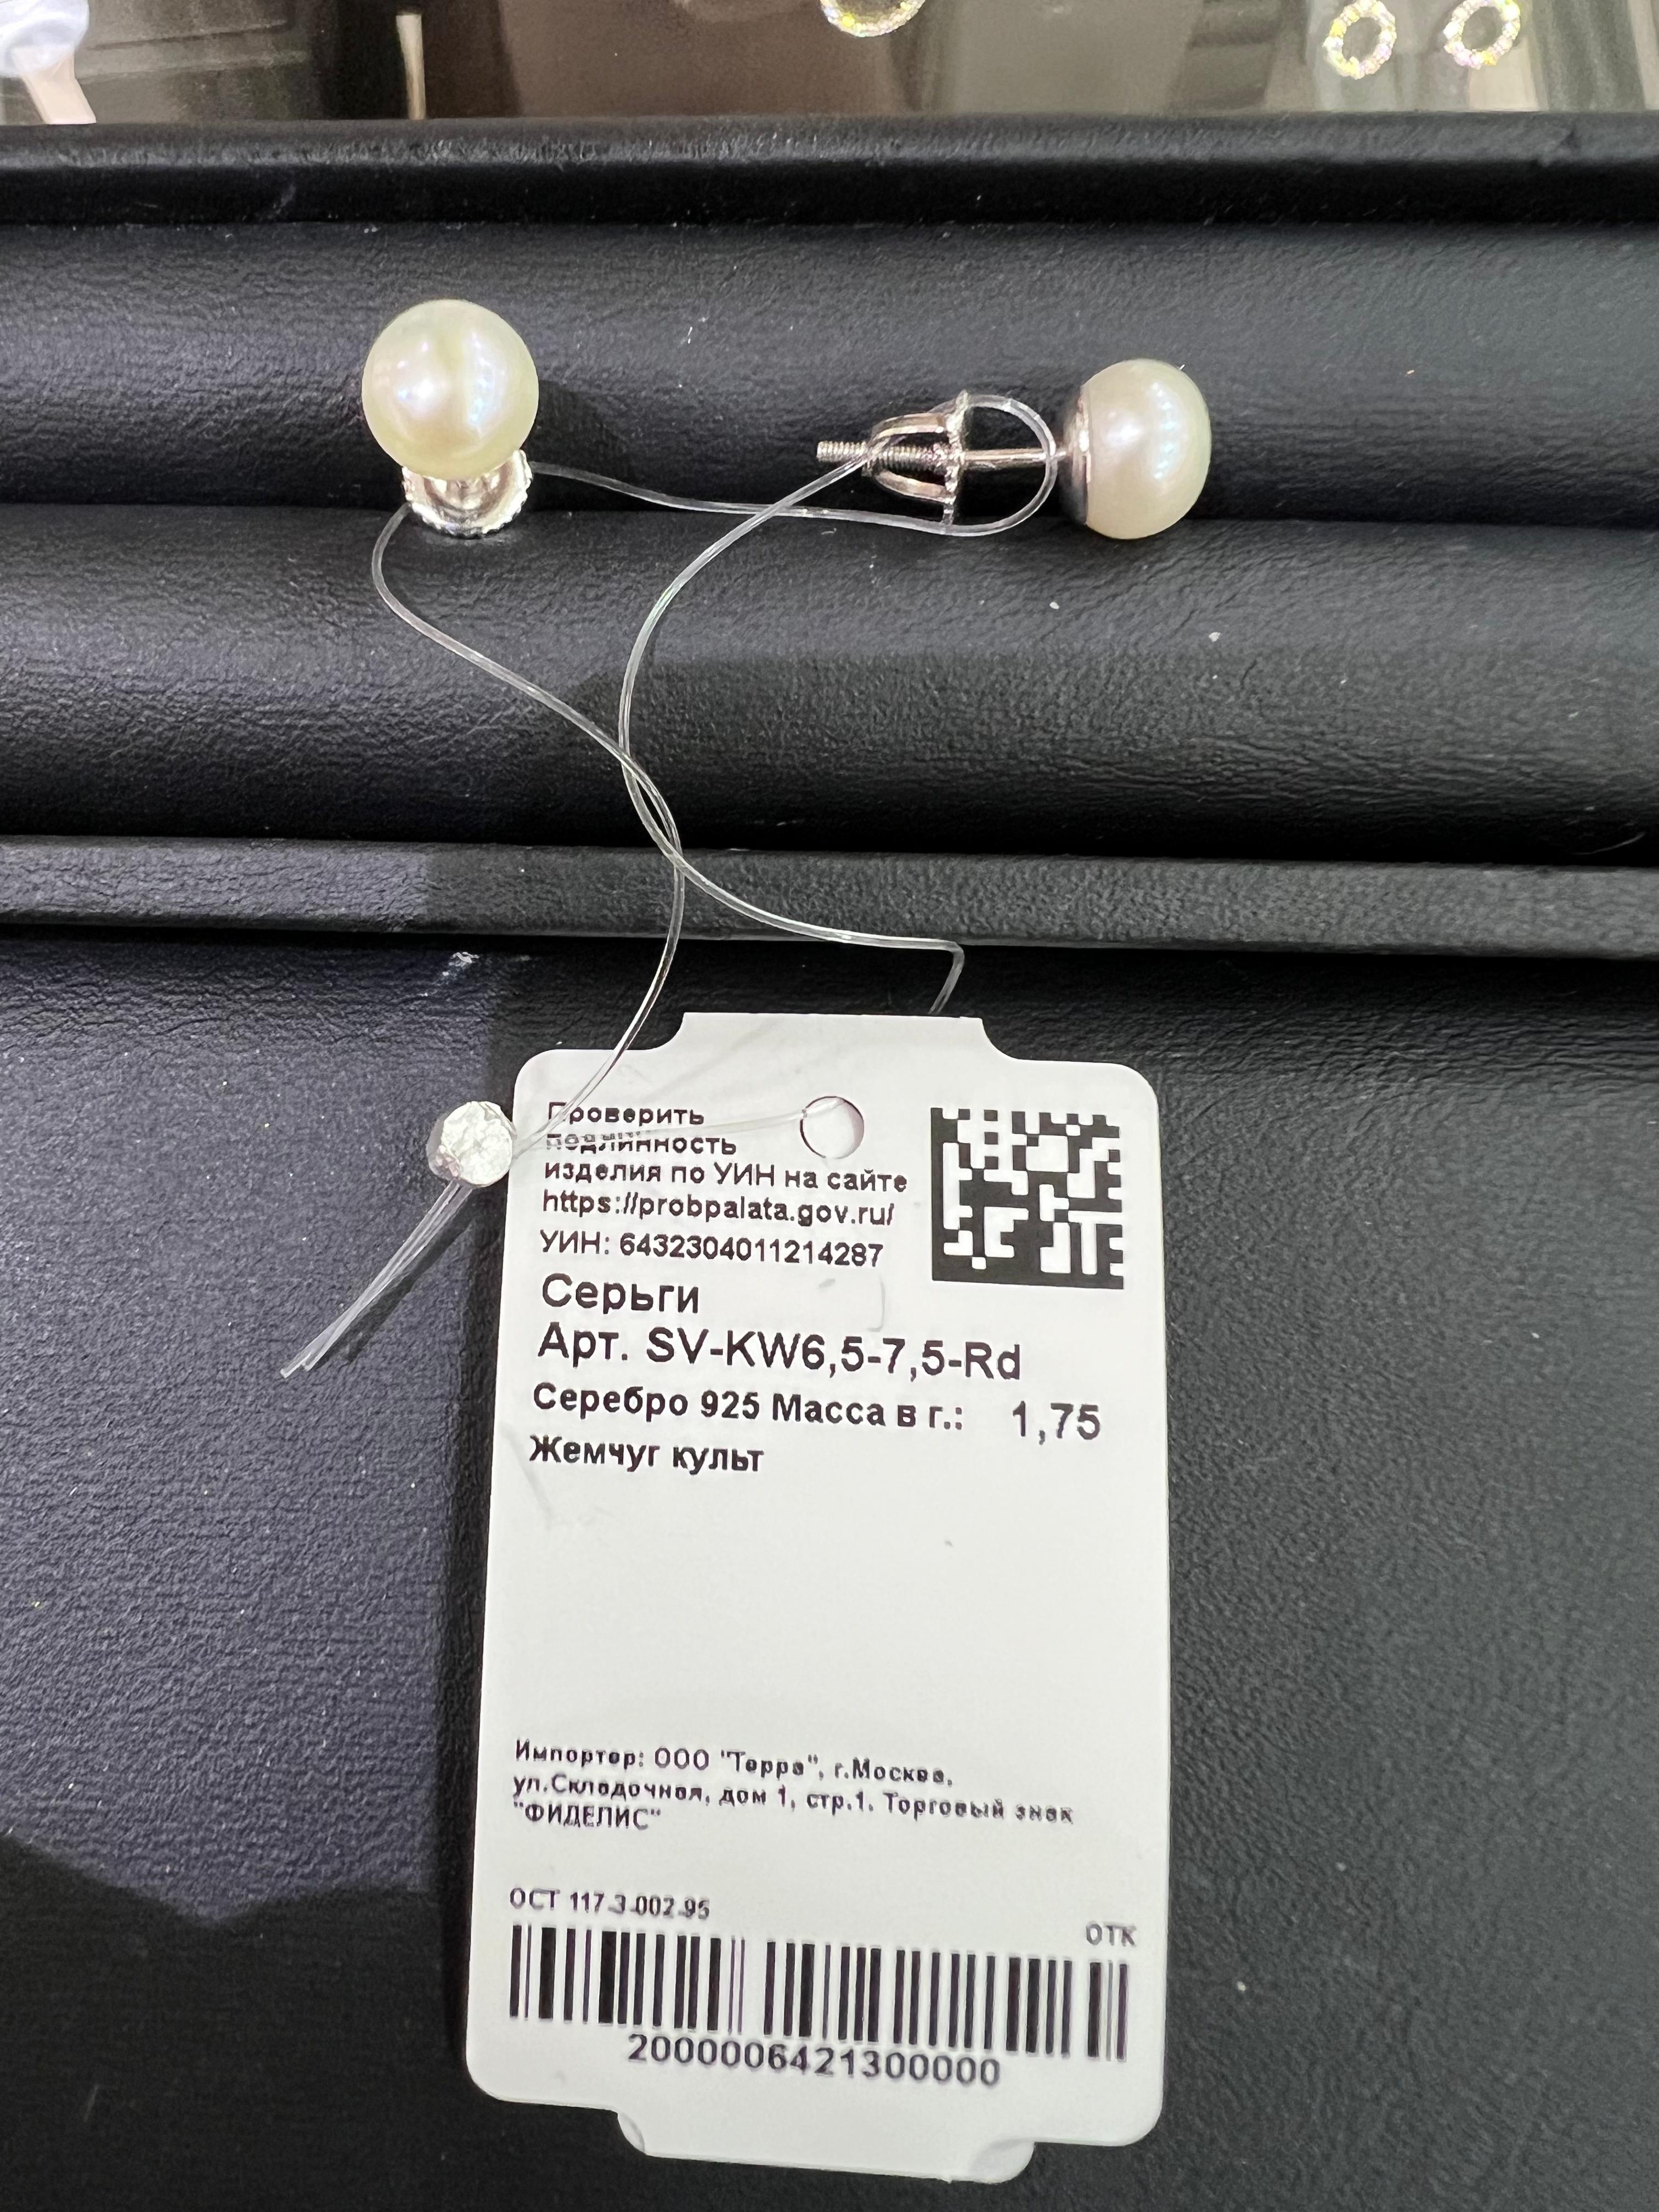 Проверить
подлинность
изделия по УИН на сайте
https://probpalata.gov.ru/
УИН: 6432304011214287
Серьги
Арт. SV-KW6,5-7,5-Rd
Серебро 925 Масса в г.: 1,75
Жемчуг культ
Импортер: ООО "Терра", г.Москва,
ул.Складочная, дом 1, стр.1. Торговый знак
"ФИДЕЛИС"
ОСТ 117-3-002-95
ОТК
2000006421300000